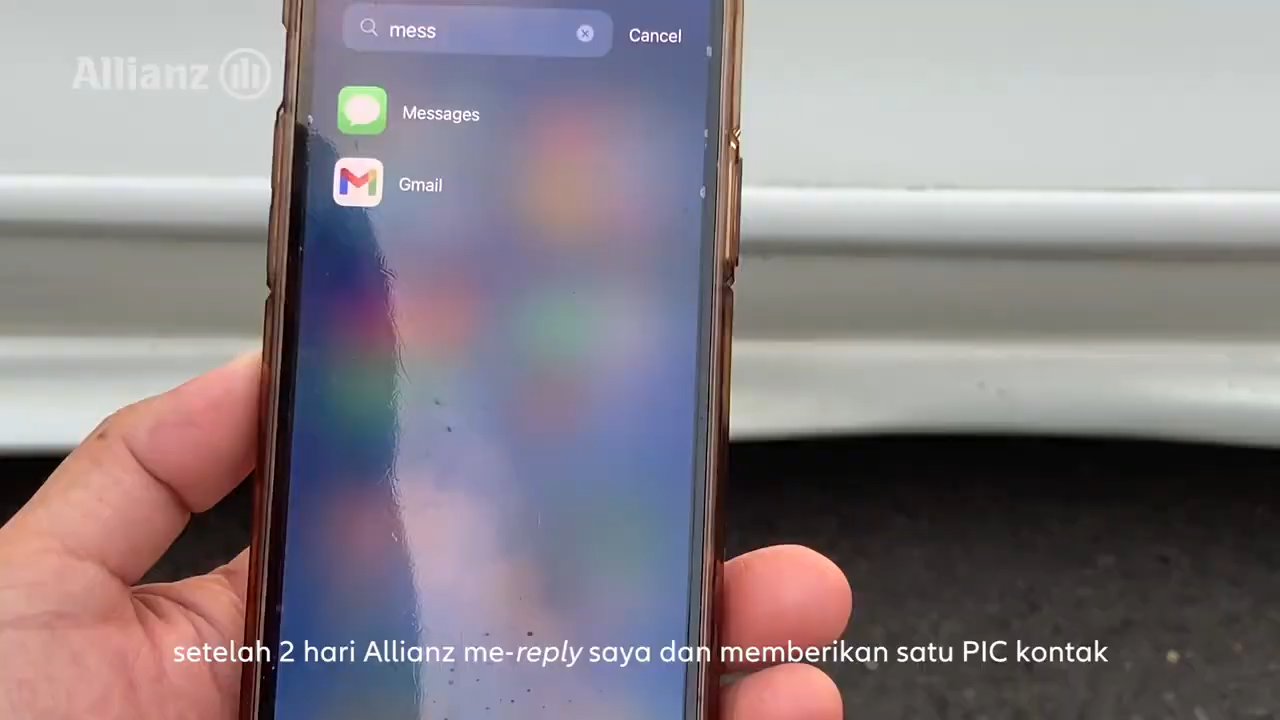 mess
Cancel
Allianz
Messages
Gmail
setelah 2 hari Allianz me-reply saya dan memberikan satu PIC kontak